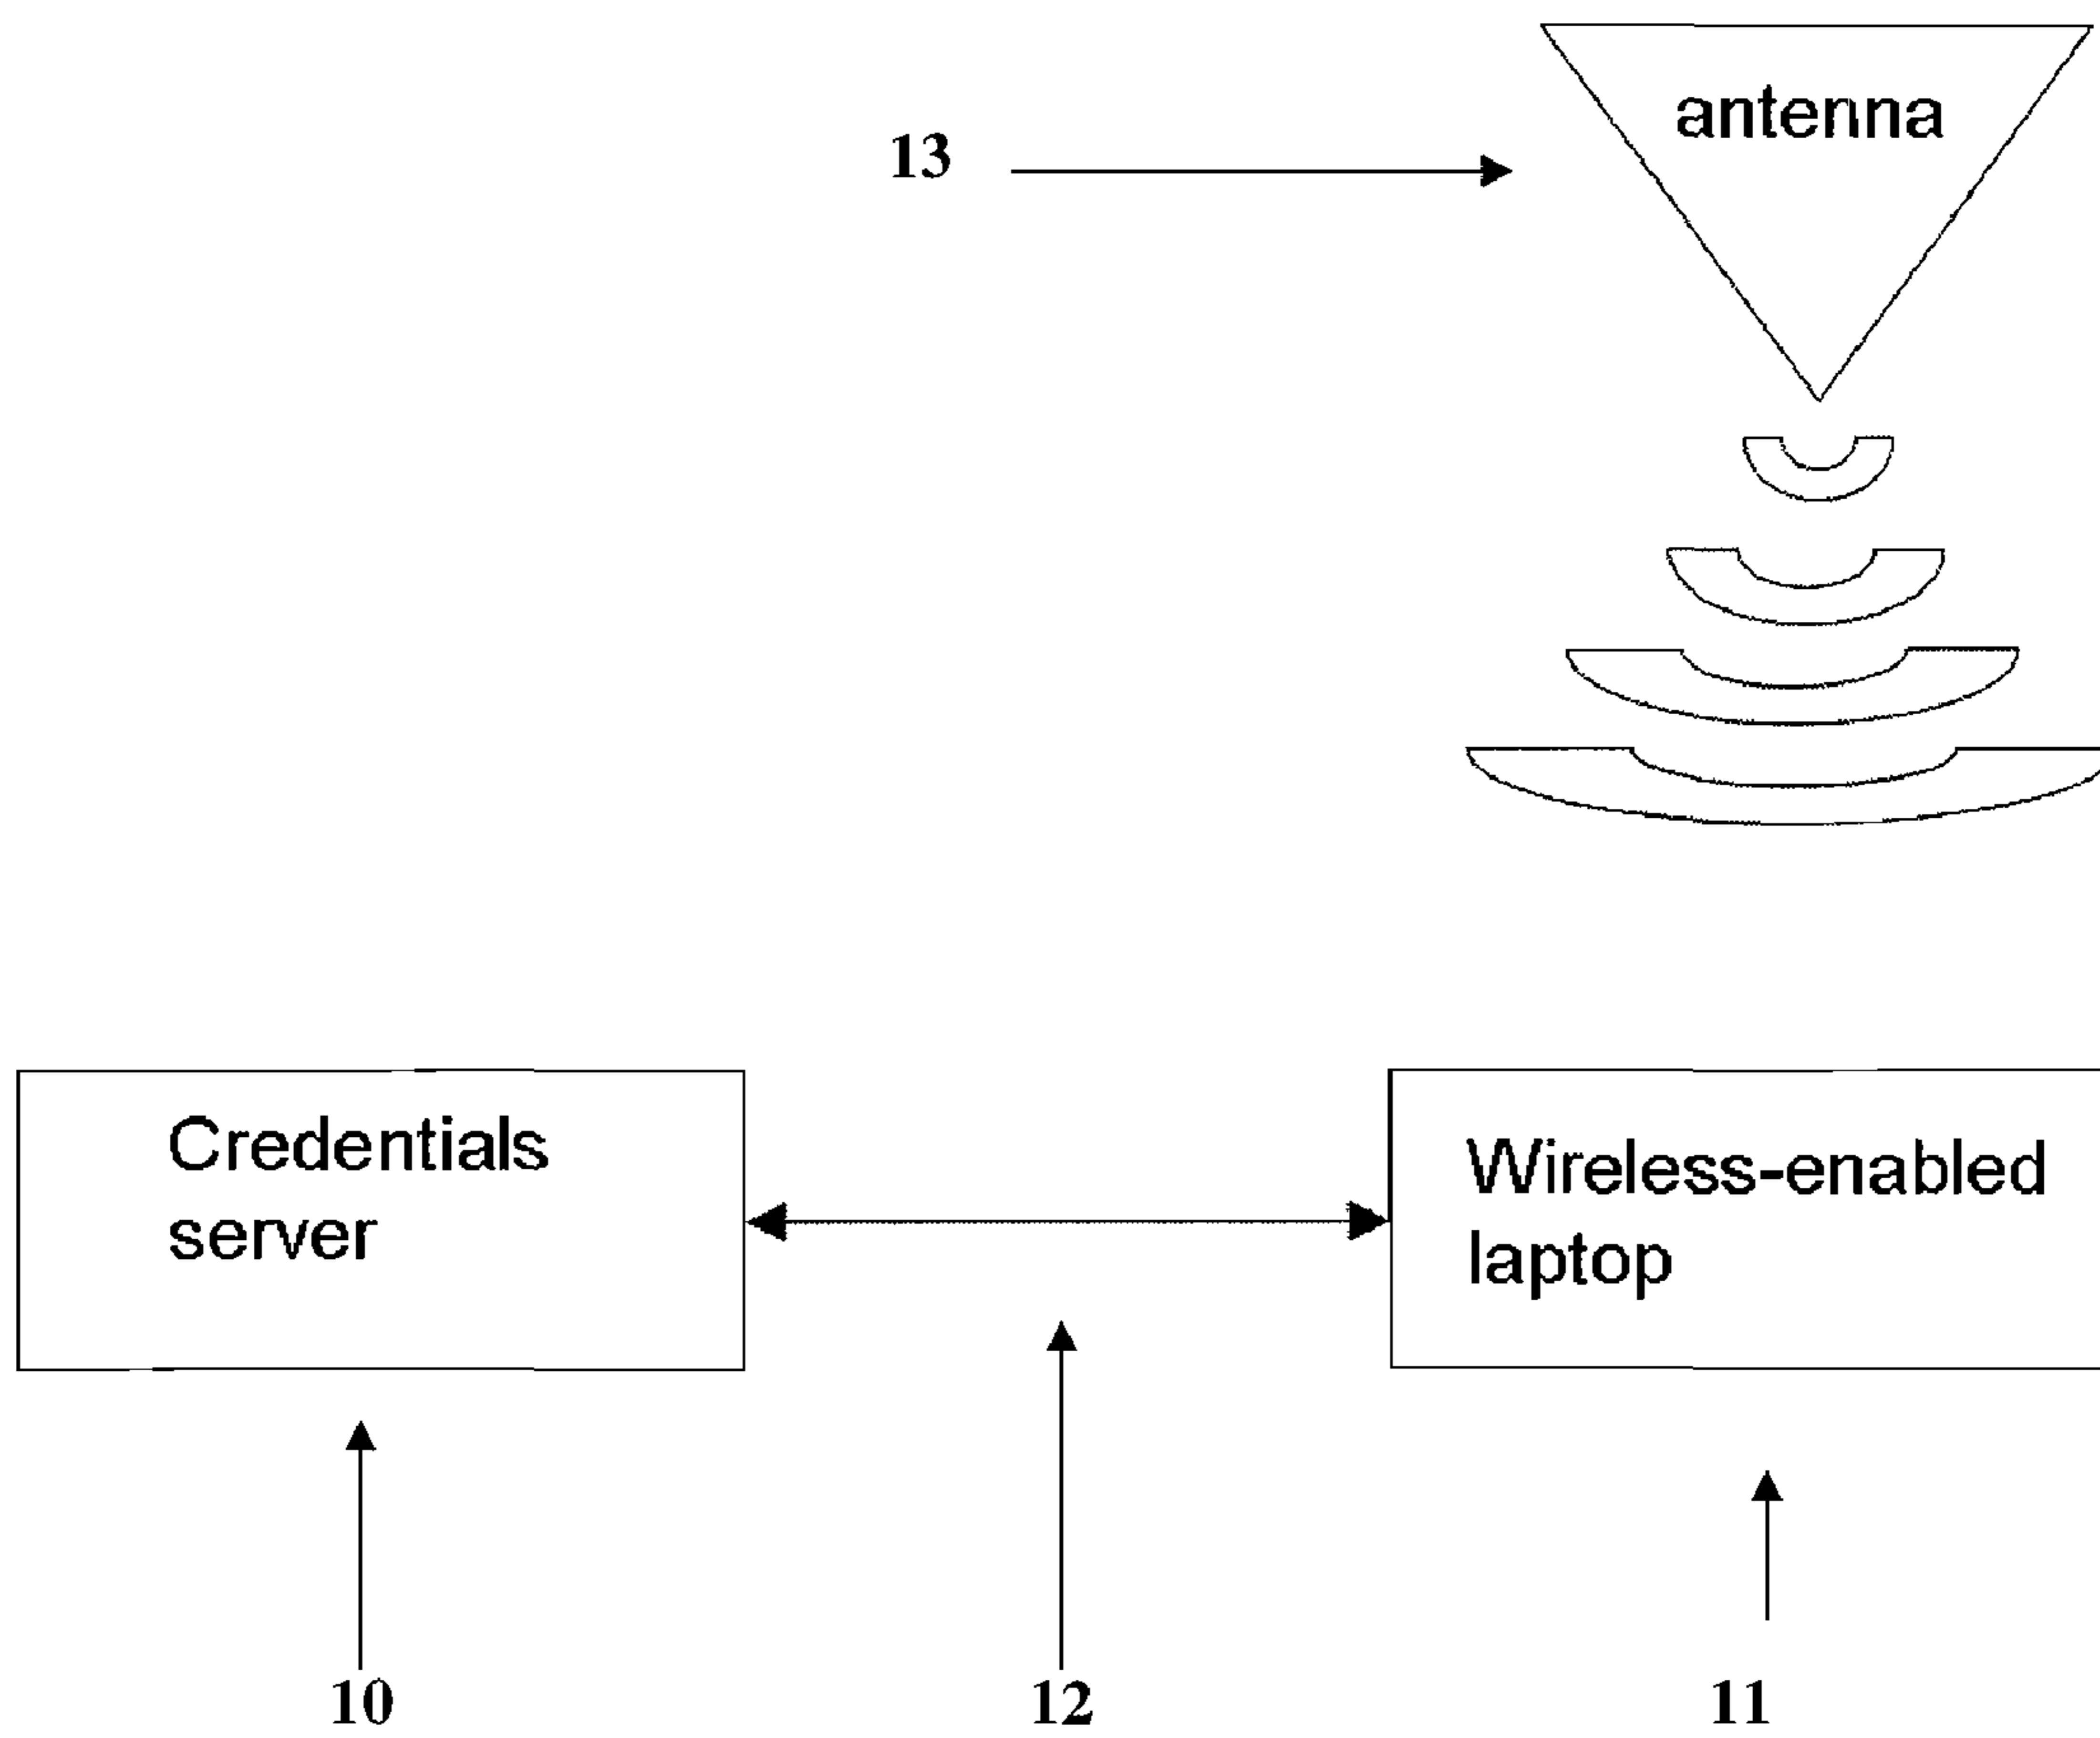 antenna
13
Credentials
server
Wireless-enabled
laptop
10
12
11